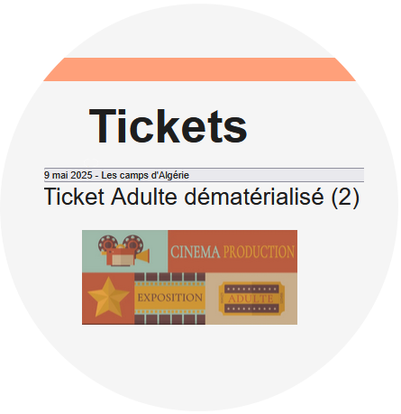 Tickets
9 mai 2025 - Les camps d'Algérie
Ticket Adulte dématérialisé (2)
CINEMA PRODUCTION
EXPOSITION
ADULTE